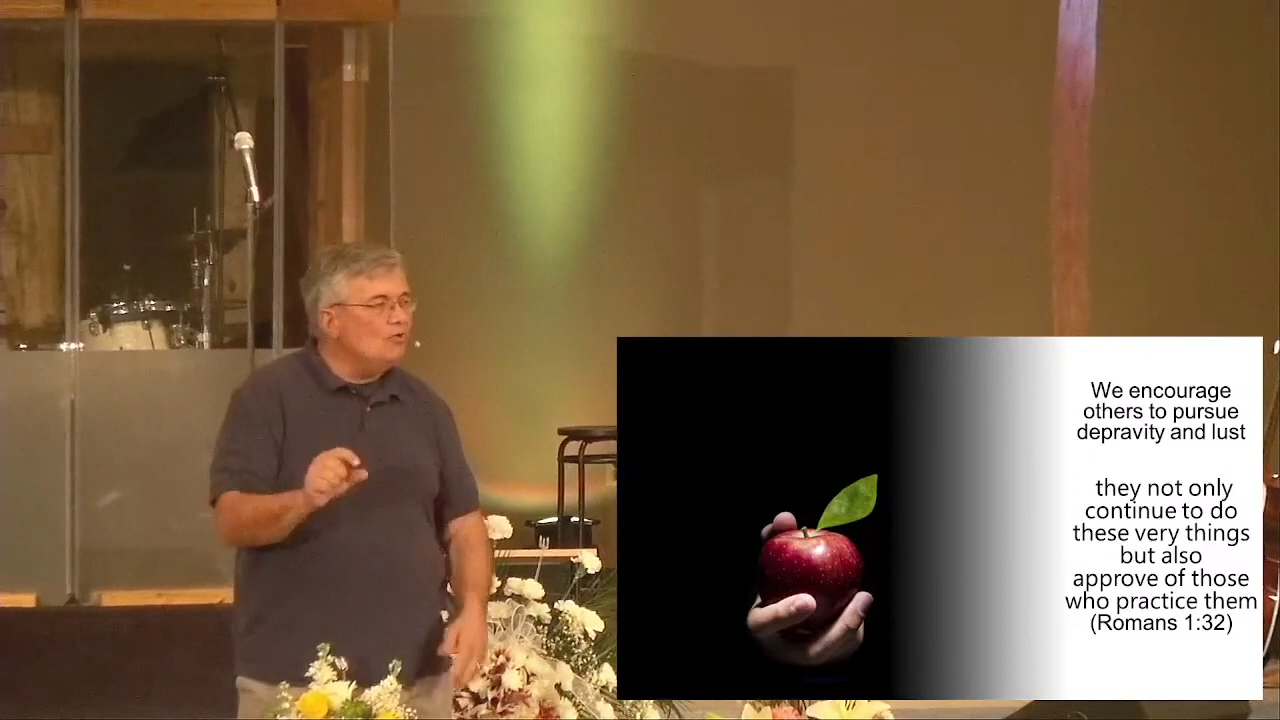 We encourage
others to pursue
depravity and lust
they not only
continue to do
these very things
but also
approve of those
who practice them
(Romans 1:32)